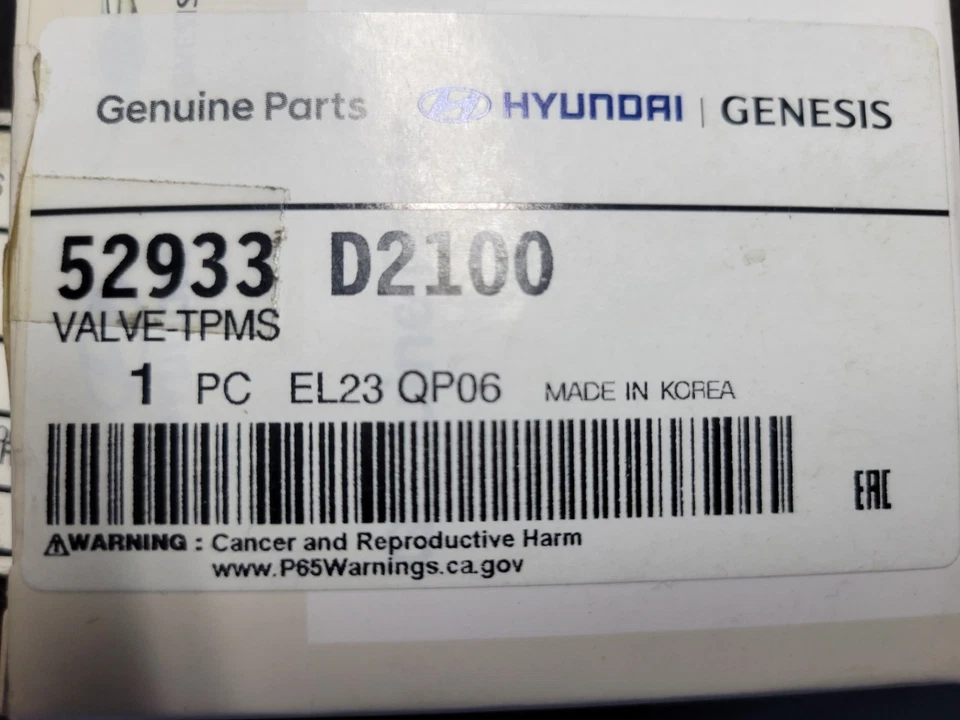 Genuine Parts HYUNDAI | GENESIS
52933 D2100
VALVE-TPMS
1 PC EL23 QP06 MADE IN KOREA
EAC
WARNING : Cancer and Reproductive Harm
www.P65Warnings.ca.gov